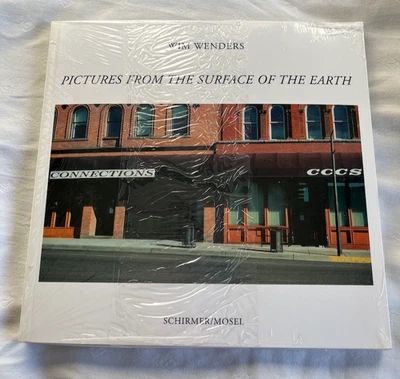 WIM WENDERS
PICTURES FROM THE SURFACE OF THE EARTH
CONNECTIONS
CCCS
SCHIRMER/MOSEL